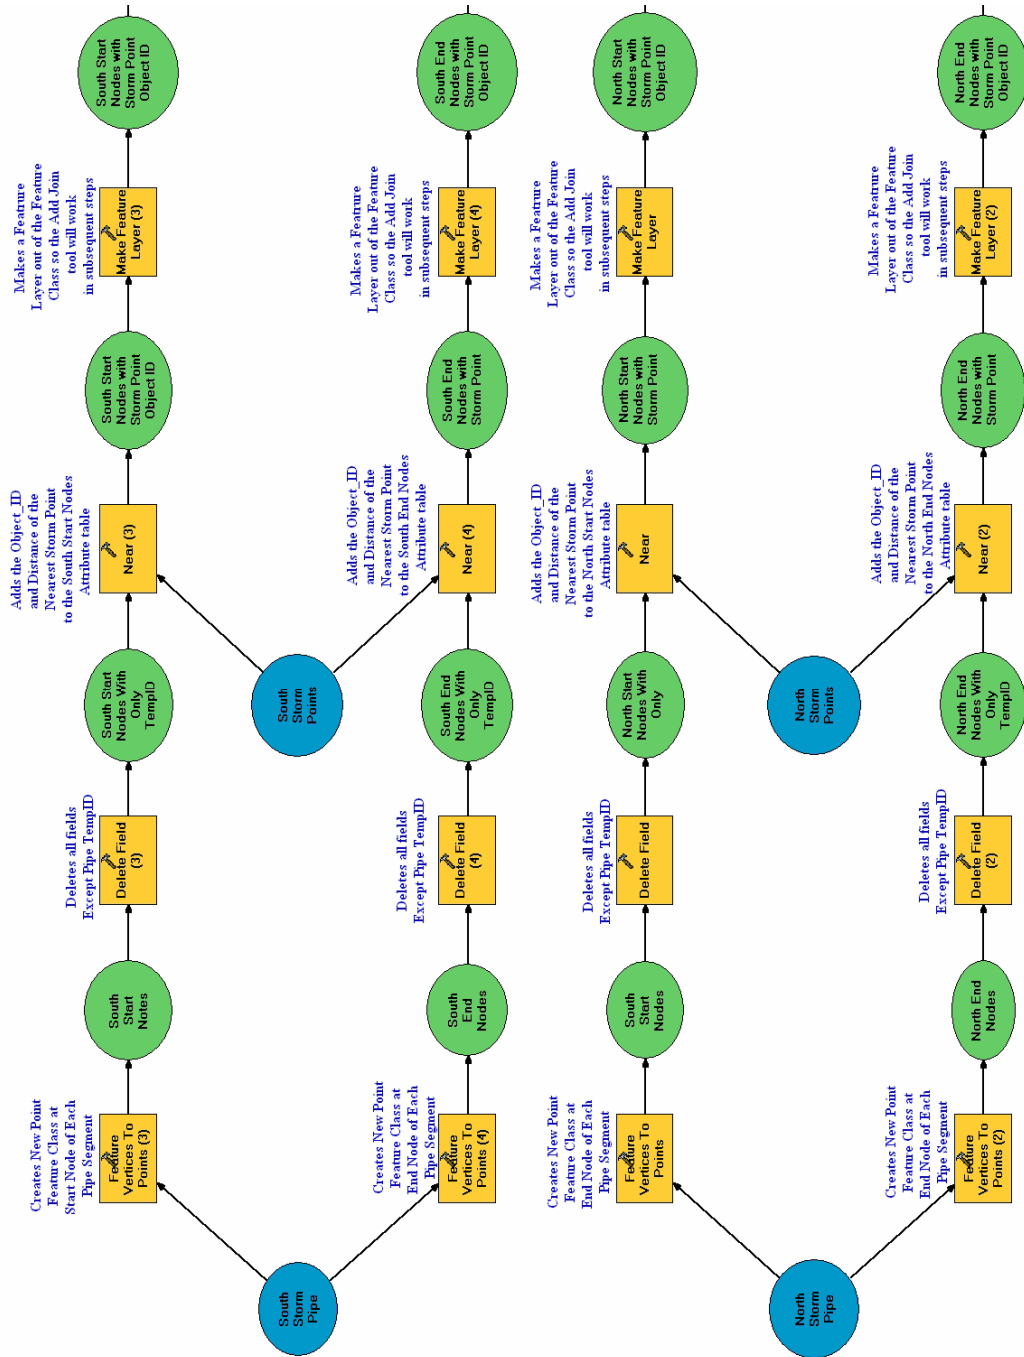 South
Storm
Pipe
Creates New Point
Feature Class at
Start Node of Each
Pipe Segment
Feature
Vertices To
Points (3)
South
Start
Notes
Deletes all fields
Except Pipe TempID
Delete Field
(3)
South Start
Nodes With
Only
TempID
Adds the Object_ID
and Distance of the
Nearest Storm Point
to the South Start Nodes
Attribute table
Near (3)
South Start
Nodes with
Storm Point
Object ID
Makes a Featrure
Layer out of the Feature
Class so the Add Join
tool will work
in subsequent steps
Make Feature
Layer (3)
South Start
Nodes with
Storm Point
Object ID
South
Storm
Points
Creates New Point
Feature Class at
End Node of Each
Pipe Segment
Feature
Vertices To
Points (4)
South
End
Nodes
Deletes all fields
Except Pipe TempID
Delete Field
(4)
South End
Nodes With
Only
TempID
Adds the Object_ID
and Distance of the
Nearest Storm Point
to the South End Nodes
Attribute table
Near (4)
South End
Nodes with
Storm Point
Makes a Feature
Layer out of the Feature
Class so the Add Join
tool will work
in subsequent steps
Make Feature
Layer (4)
South End
Nodes with
Storm Point
Object ID
North
Storm
Pipe
Creates New Point
Feature Class at
End Node of Each
Pipe Segment
Feature
Vertices To
Points
South
Start
Nodes
Deletes all fields
Except Pipe TempID
Delete Field
North Start
Nodes With
Only
Adds the Object_ID
and Distance of the
Nearest Storm Point
to the North Start Nodes
Attribute table
Near
North Start
Nodes with
Storm Point
Makes a Featrure
Layer out of the Feature
Class so the Add Join
tool will work
in subsequent steps
Make Feature
Layer
North Start
Nodes with
Storm Point
Object ID
North
Storm
Points
Creates New Point
Feature Class at
End Node of Each
Pipe Segment
Feature
Vertices To
Points (2)
North End
Nodes
Deletes all fields
Except Pipe TempID
Delete Field
(2)
North End
Nodes With
Only
TempID
Adds the Object_ID
and Distance of the
Nearest Storm Point
to the North End Nodes
Attribute table
Near (2)
North End
Nodes with
Storm Point
Makes a Featrure
Layer out of the Feature
Class so the Add Join
tool will work
in subsequent steps
Make Feature
Layer (2)
North End
Nodes with
Storm Point
Object ID